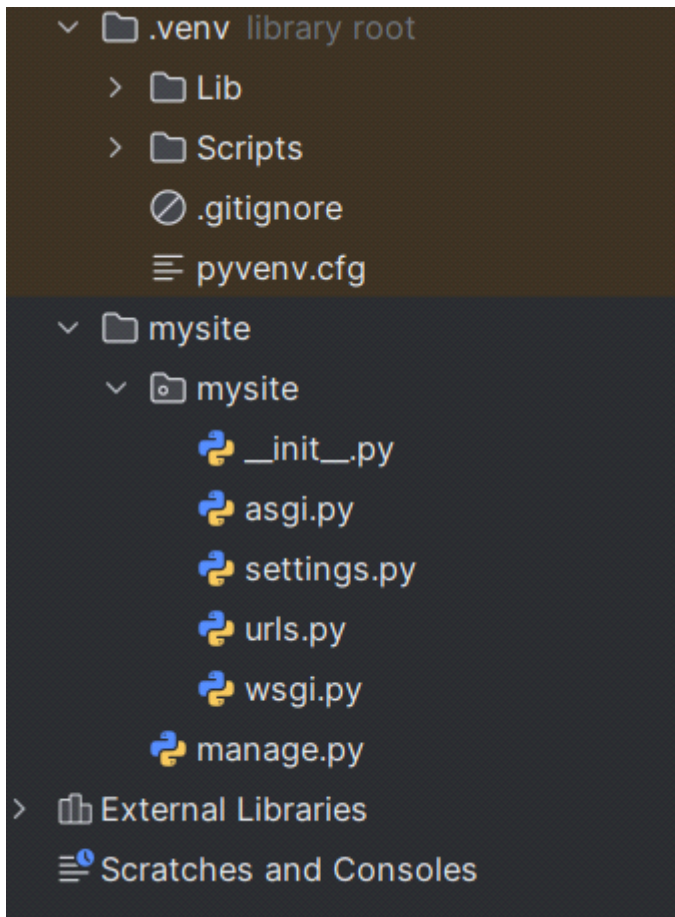 .venv library root
Lib
Scripts
.gitignore
pyvenv.cfg
mysite
mysite
__init__.py
asgi.py
settings.py
urls.py
wsgi.py
manage.py
External Libraries
Scratches and Consoles